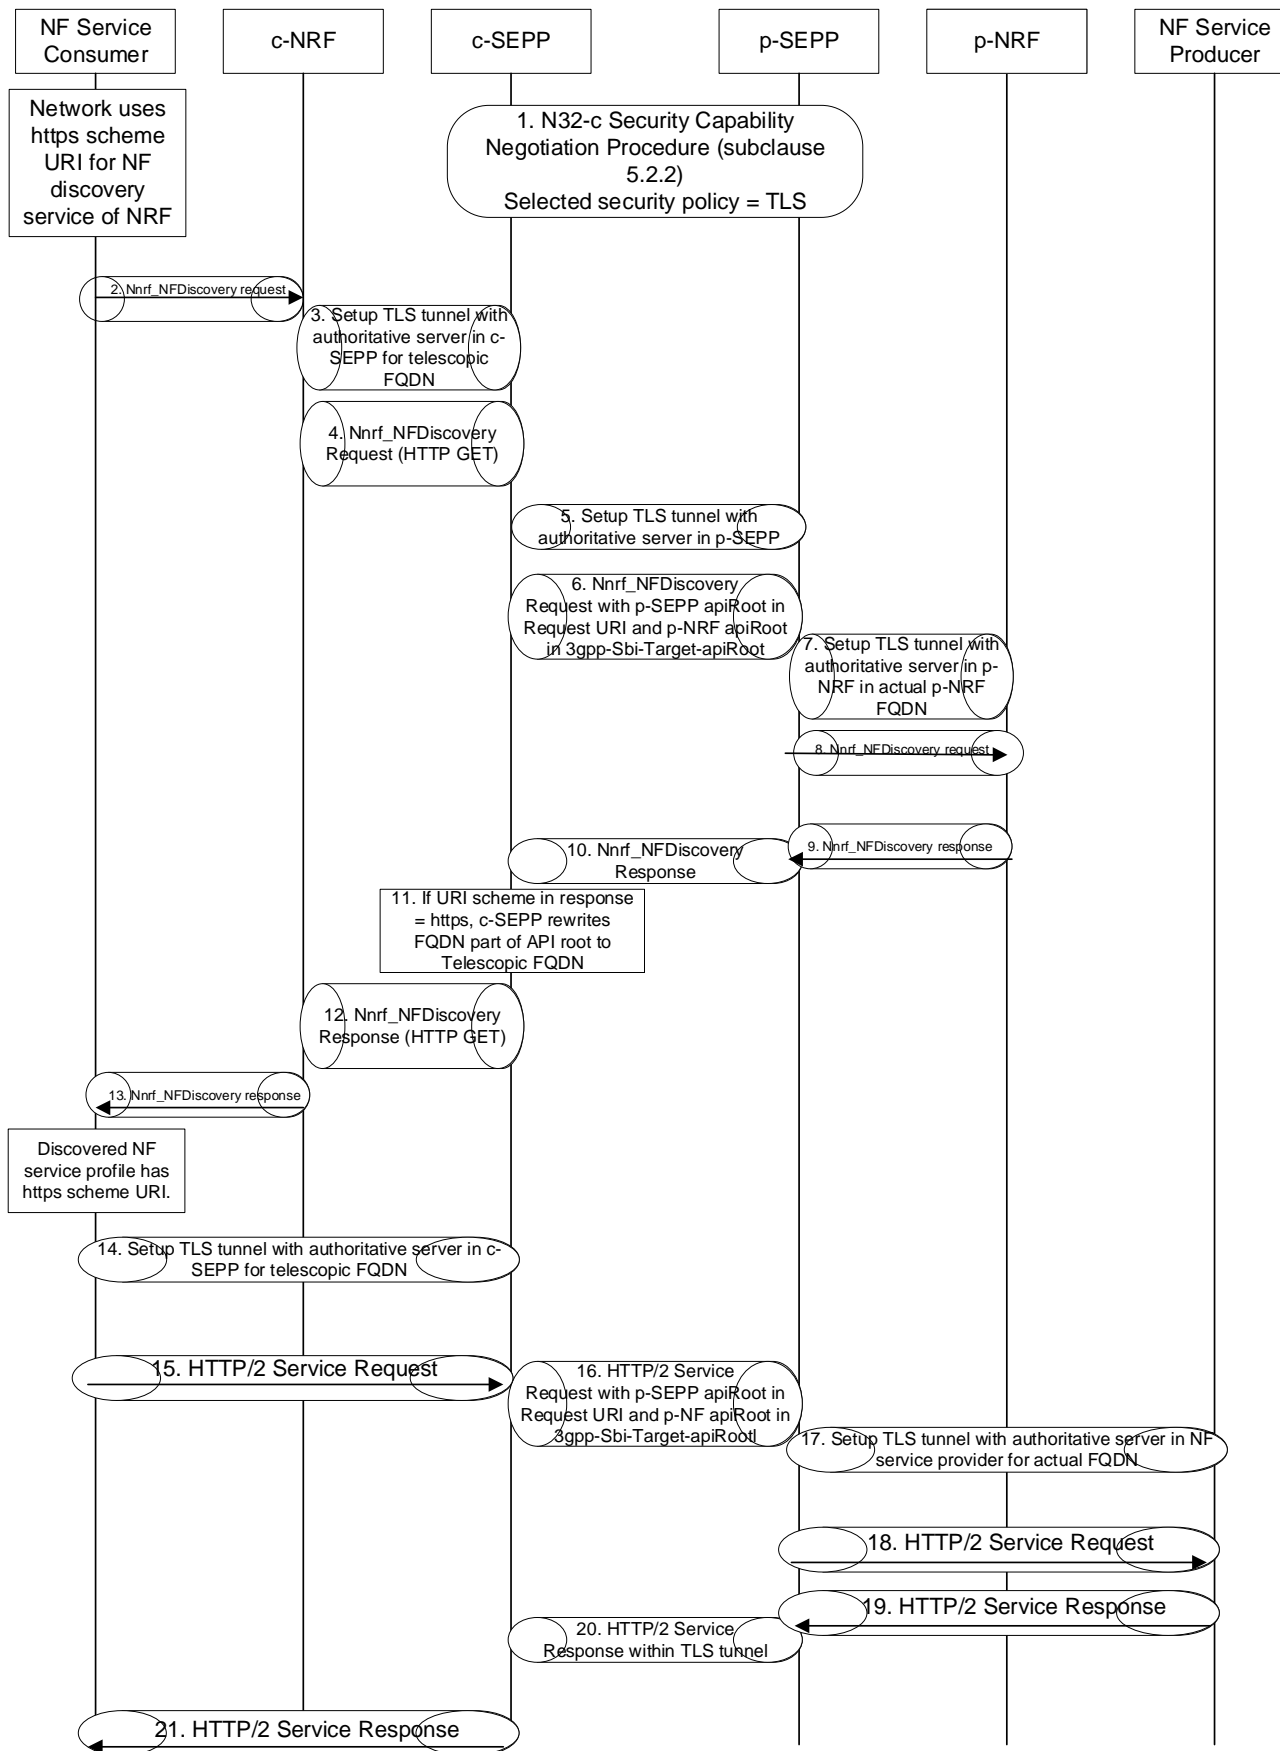 NF Service
Consumer
c-NRF
c-SEPP
p-SEPP
p-NRF
NF Service
Producer
Network uses
https scheme
URI for NF
discovery
service of NRF
1. N32-c Security Capability
Negotiation Procedure (subclause
5.2.2)
Selected security policy = TLS
2. Nnrf_NFDiscovery request
3. Setup TLS tunnel with
authoritative server in c-
SEPP for telescopic
FQDN
4. Nnrf_NFDiscovery
Request (HTTP GET)
5. Setup TLS tunnel with
authoritative server in p-SEPP
6. Nnrf_NFDiscovery
Request with p-SEPP apiRoot in
Request URI and p-NRF apiRoot
in 3gpp-Sbi-Target-apiRoot
7. Setup TLS tunnel with
authoritative server in p-
NRF in actual p-NRF
FQDN
8. Nnrf_NFDiscovery request
9. Nnrf_NFDiscovery response
10. Nnrf_NFDiscovery
Response
11. If URI scheme in response
= https, c-SEPP rewrites
FQDN part of API root to
Telescopic FQDN
12. Nnrf_NFDiscovery
Response (HTTP GET)
13. Nnrf_NFDiscovery response
Discovered NF
service profile has
https scheme URI.
14. Setup TLS tunnel with authoritative server in c-
SEPP for telescopic FQDN
15. HTTP/2 Service Request
16. HTTP/2 Service
Request with p-SEPP apiRoot in
Request URI and p-NF apiRoot in
3gpp-Sbi-Target-apiRootl
17. Setup TLS tunnel with authoritative server in NF
service provider for actual FQDN
18. HTTP/2 Service Request
19. HTTP/2 Service Response
20. HTTP/2 Service
Response within TLS tunnel
21. HTTP/2 Service Response